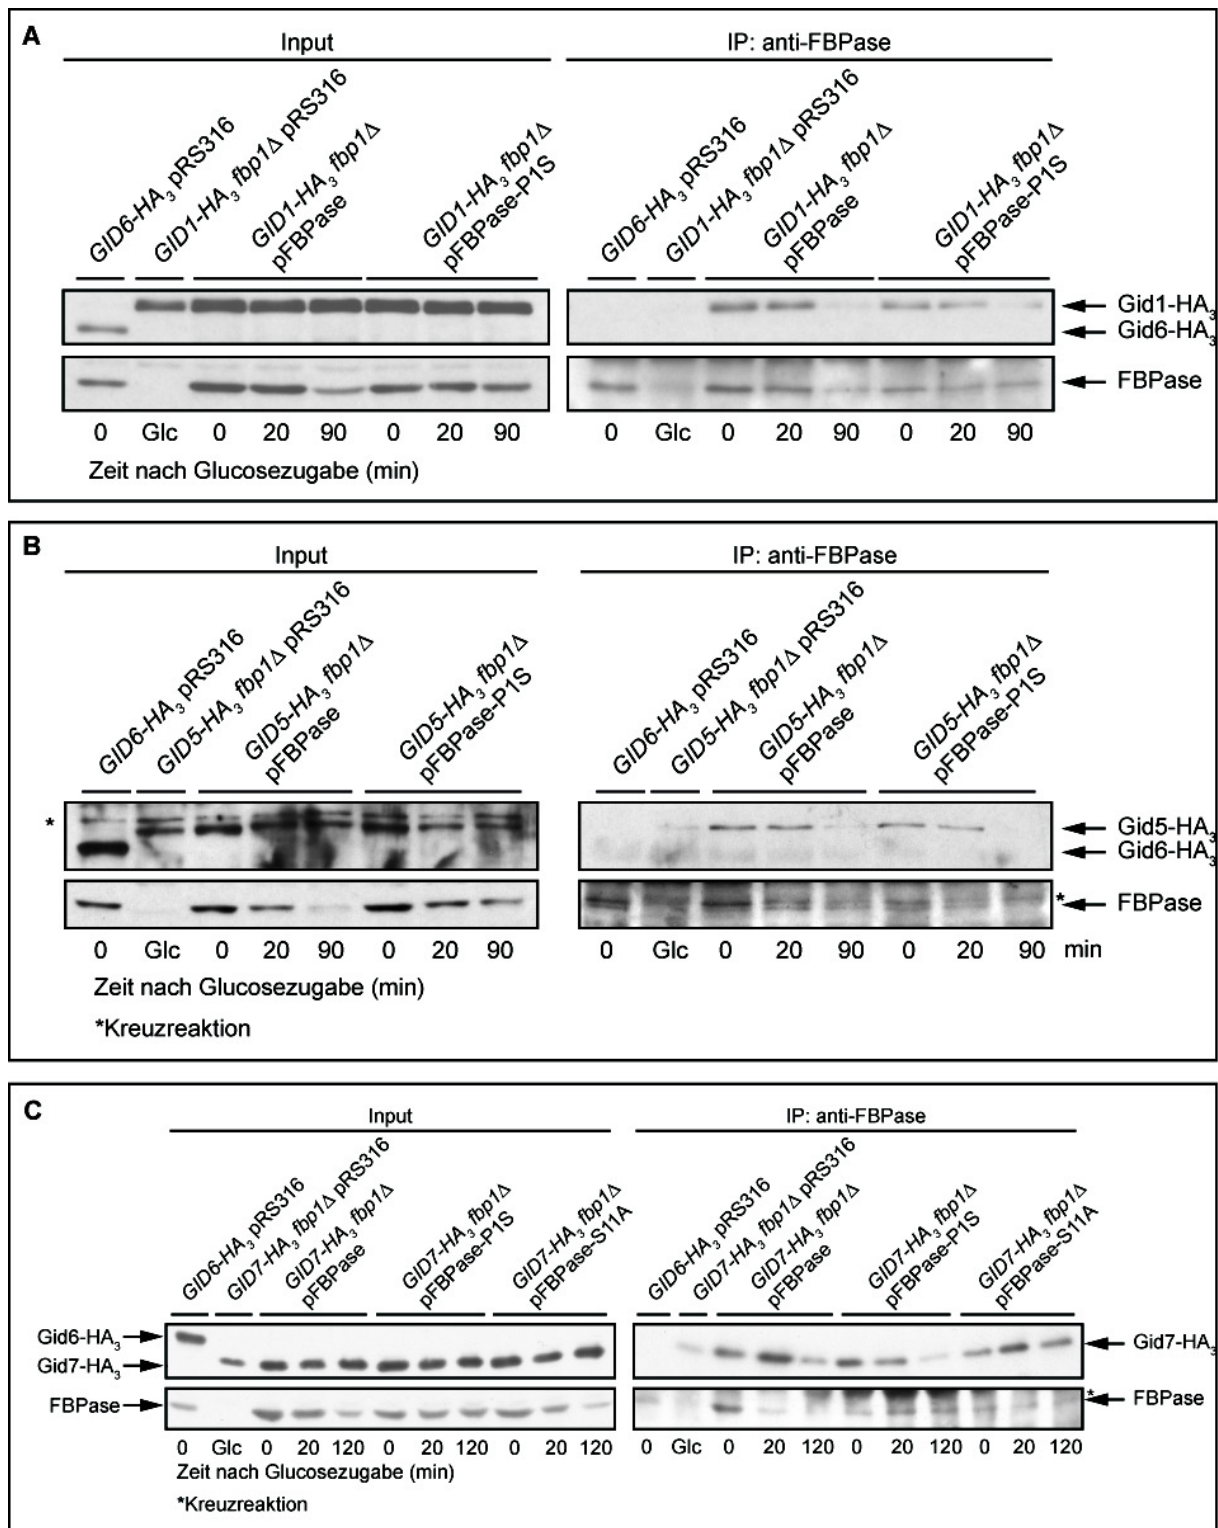 A
Input
IP: anti-FBPase
GID6-HA3 pRS316
GID1-HA3 fbp1Δ pRS316
GID1-HA3 fbp1Δ
pFBPase
GID1-HA3 fbp1Δ
pFBPase-P1S
GID6-HA3 pRS316
GID1-HA3 fbp1Δ pRS316
GID1-HA3 fbp1Δ
pFBPase
GID1-HA3 fbp1Δ
pFBPase-P1S
Gid1-HA3
Gid6-HA3
FBPase
0 Glc 0 20 90 0 20 90
0 Glc 0 20 90 0 20 90
Zeit nach Glucosezugabe (min)
B
Input
IP: anti-FBPase
GID6-HA3 pRS316
GID5-HA3 fbp1Δ pRS316
GID5-HA3 fbp1Δ
pFBPase
GID5-HA3 fbp1Δ
pFBPase-P1S
GID6-HA3 pRS316
GID5-HA3 fbp1Δ pRS316
GID5-HA3 fbp1Δ
pFBPase
GID5-HA3 fbp1Δ
pFBPase-P1S
*
Gid5-HA3
Gid6-HA3
* FBPase
0 Glc 0 20 90 0 20 90
0 Glc 0 20 90 0 20 90 min
Zeit nach Glucosezugabe (min)
*Kreuzreaktion
C
Input
IP: anti-FBPase
GID6-HA3 pRS316
GID7-HA3 fbp1Δ pRS316
GID7-HA3 fbp1Δ
pFBPase
GID7-HA3 fbp1Δ
pFBPase-P1S
GID7-HA3 fbp1Δ
pFBPase-S11A
GID6-HA3 pRS316
GID7-HA3 fbp1Δ pRS316
GID7-HA3 fbp1Δ
pFBPase
GID7-HA3 fbp1Δ
pFBPase-P1S
GID7-HA3 fbp1Δ
pFBPase-S11A
Gid6-HA3
Gid7-HA3
FBPase
Gid7-HA3
* FBPase
0 Glc 0 20 120 0 20 120 0 20 120
0 Glc 0 20 120 0 20 120 0 20 120
Zeit nach Glucosezugabe (min)
*Kreuzreaktion